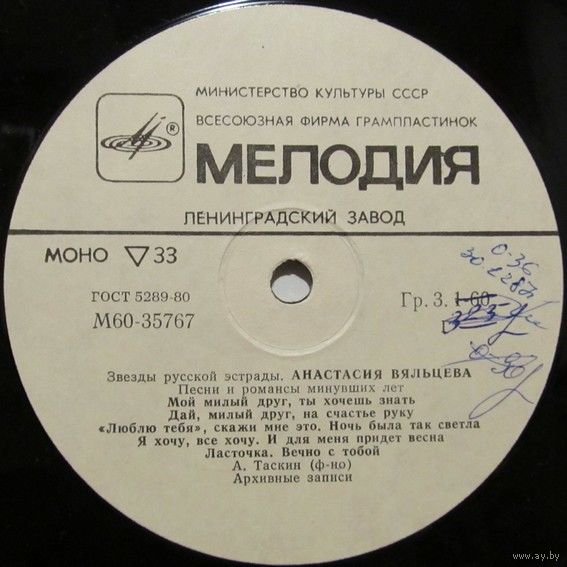 МИНИСТЕРСТВО КУЛЬТУРЫ СССР
ВСЕСОЮЗНАЯ ФИРМА ГРАМПЛАСТИНОК
®
МЕЛОДИЯ
ЛЕНИНГРАДСКИЙ ЗАВОД
МОНО ▽ 33
ГОСТ 5289-80
М60-35767
Гр. 3. 1-60
0-36
Звезды русской эстрады. АНАСТАСИЯ ВЯЛЬЦЕВА
Песни и романсы минувших лет
Мой милый друг, ты хочешь знать
Дай, милый друг, на счастье руку
«Люблю тебя», скажи мне это. Ночь была так светла
Я хочу, все хочу. И для меня придет весна
Ласточка. Вечно с тобой
А. Таскин (ф-но)
Архивные записи
www.ay.by